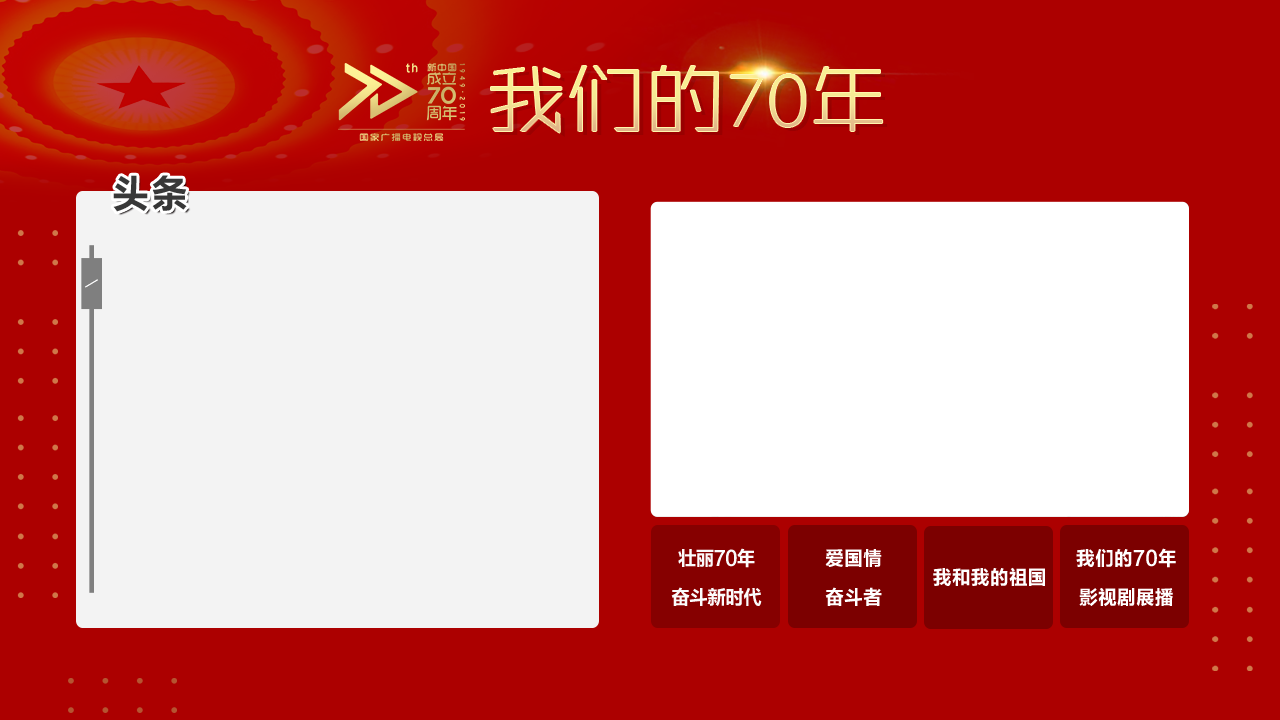 th
新中国
成立
70
周年
1949-2019
国家广播电视总局
我们的70年
头条
壮丽70年
奋斗新时代
爱国情
奋斗者
我和我的祖国
我们的70年
影视剧展播